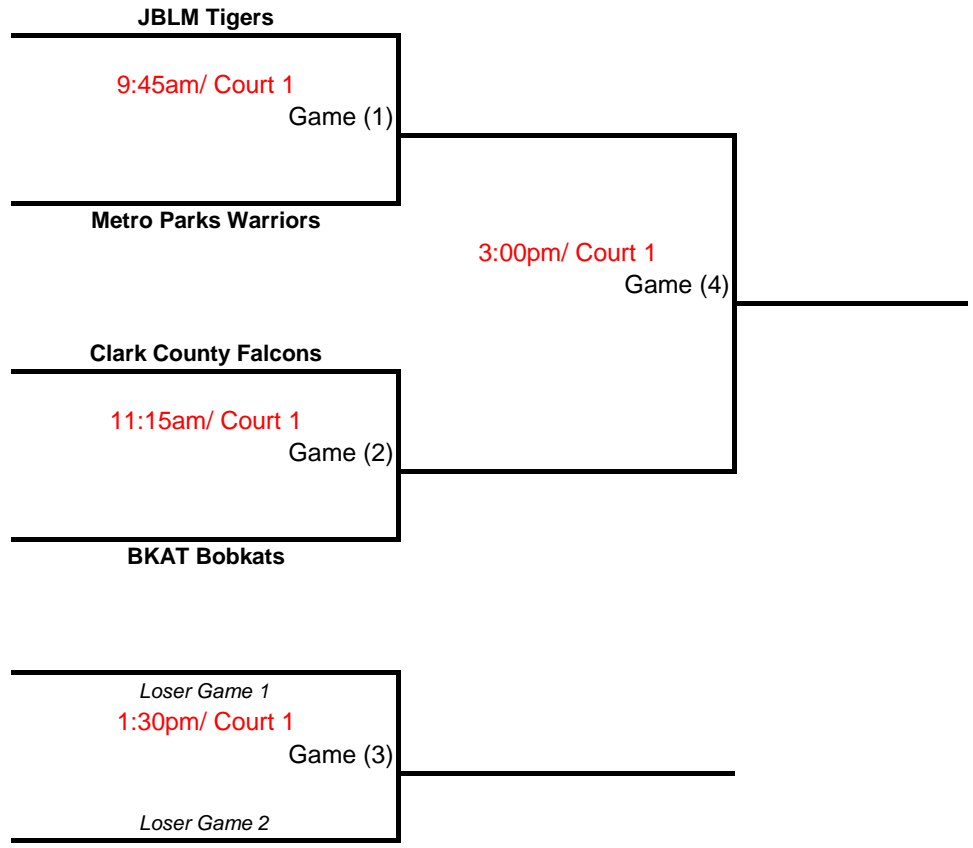 JBLM Tigers
9:45am/ Court 1
Game (1)
Metro Parks Warriors
3:00pm/ Court 1
Game (4)
Clark County Falcons
11:15am/ Court 1
Game (2)
BKAT Bobkats
Loser Game 1
1:30pm/ Court 1
Game (3)
Loser Game 2